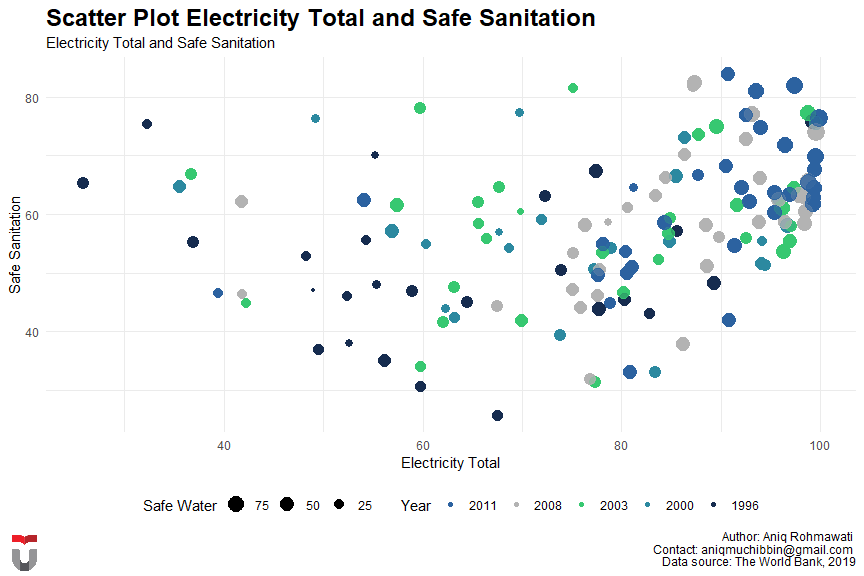 Scatter Plot Electricity Total and Safe Sanitation
Electricity Total and Safe Sanitation
80
60
40
Safe Sanitation
40 60 80 100
Electricity Total
Safe Water 75 50 25 Year 2011 2008 2003 2000 1996
Author: Aniq Rohmawati
Contact: aniqmuchibbin@gmail.com
Data source: The World Bank, 2019